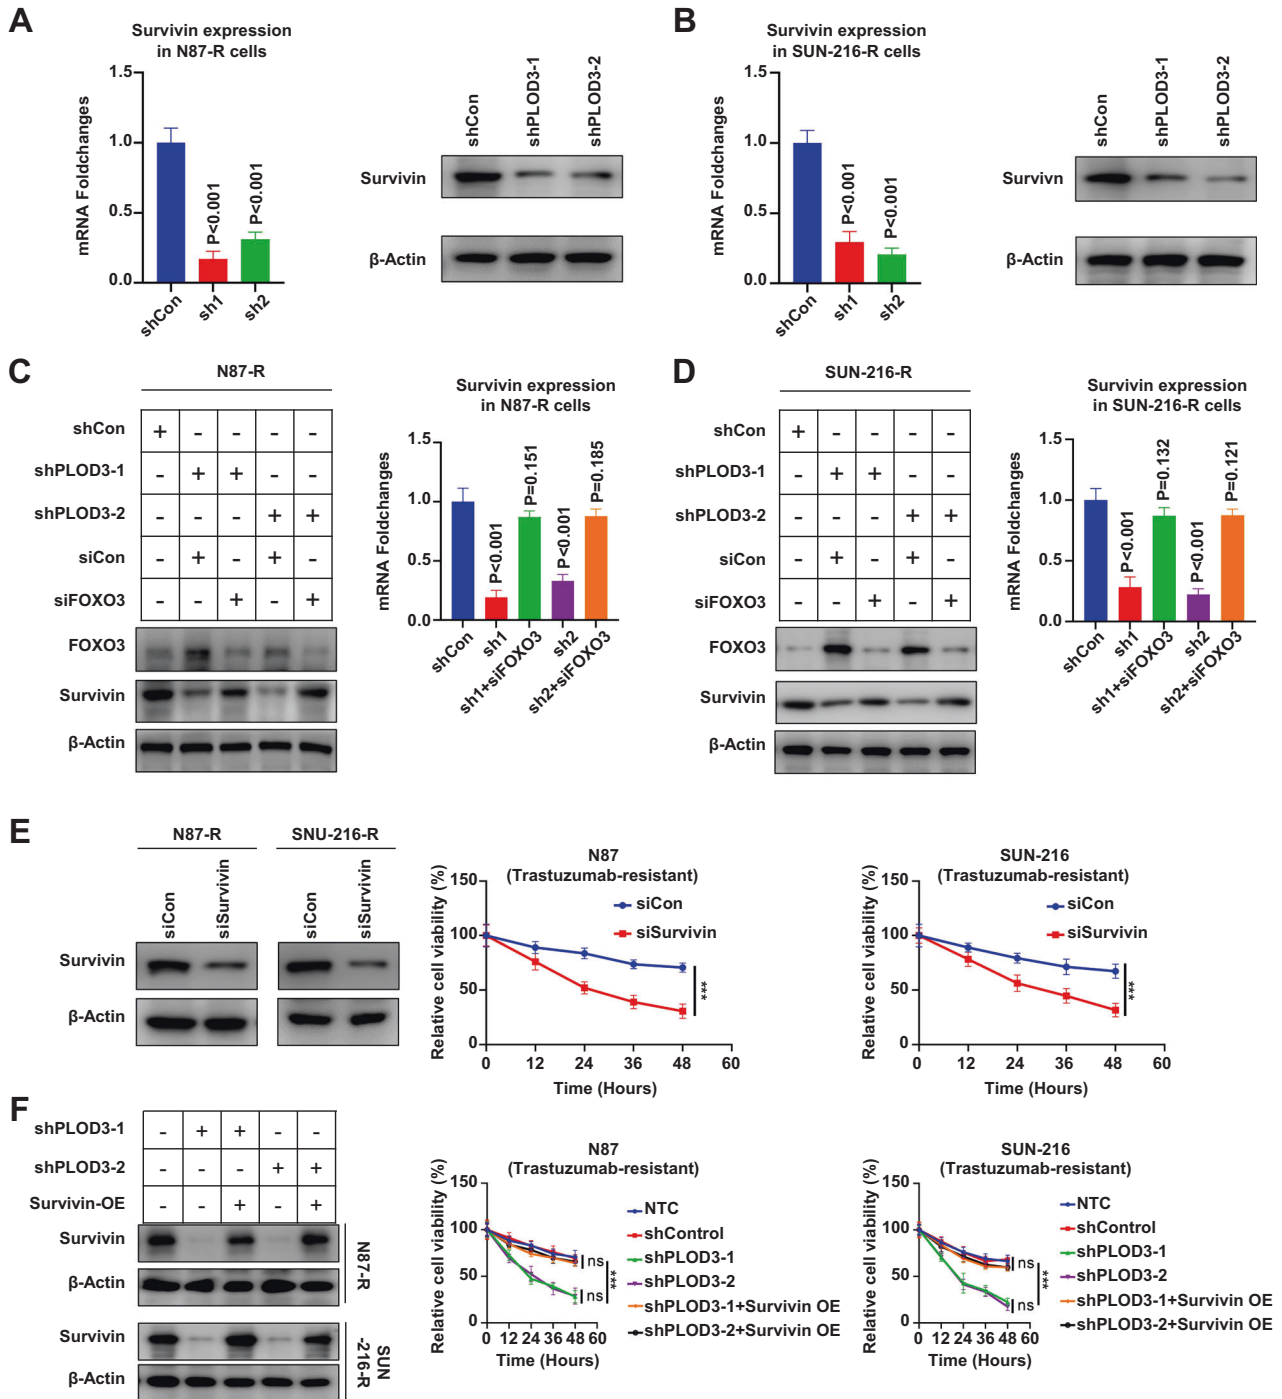 A
Survivin expression
in N87-R cells
mRNA Foldchanges
1.5
1.0
0.5
0.0
P<0.001
P<0.001
shCon
sh1
sh2
shCon
shPLOD3-1
shPLOD3-2
Survivin
β-Actin
B
Survivin expression
in SUN-216-R cells
mRNA Foldchanges
1.5
1.0
0.5
0.0
P<0.001
P<0.001
shCon
sh1
sh2
shCon
shPLOD3-1
shPLOD3-2
Survivn
β-Actin
C
N87-R
shCon + - - - -
shPLOD3-1 - + + - -
shPLOD3-2 - - - + +
siCon - + - + -
siFOXO3 - - + - +
FOXO3
Survivin
β-Actin
Survivin expression
in N87-R cells
mRNA Foldchanges
1.5
1.0
0.5
0.0
P<0.001
P=0.151
P<0.001
P=0.185
shCon
sh1
sh1+siFOXO3
sh2
sh2+siFOXO3
D
SUN-216-R
shCon + - - - -
shPLOD3-1 - + + - -
shPLOD3-2 - - - + +
siCon - + - + -
siFOXO3 - - + - +
FOXO3
Survivin
β-Actin
Survivin expression
in SUN-216-R cells
mRNA Foldchanges
1.5
1.0
0.5
0.0
P<0.001
P=0.132
P<0.001
P=0.121
shCon
sh1
sh1+siFOXO3
sh2
sh2+siFOXO3
E
N87-R
SNU-216-R
siCon
siSurvivin
siCon
siSurvivin
Survivin
β-Actin
N87
(Trastuzumab-resistant)
Relative cell viability (%)
150
100
50
0
siCon
siSurvivin
***
0 12 24 36 48 60
Time (Hours)
SUN-216
(Trastuzumab-resistant)
Relative cell viability (%)
150
100
50
0
siCon
siSurvivin
***
0 12 24 36 48 60
Time (Hours)
F
shPLOD3-1 - + + - -
shPLOD3-2 - - - + +
Survivin-OE - - + - +
Survivin
β-Actin
N87-R
Survivin
β-Actin
SUN
-216-R
N87
(Trastuzumab-resistant)
Relative cell viability (%)
150
100
50
0
ns
***
ns
NTC
shControl
shPLOD3-1
shPLOD3-2
shPLOD3-1+Survivin OE
shPLOD3-2+Survivin OE
0 12 24 36 48 60
Time (Hours)
SUN-216
(Trastuzumab-resistant)
Relative cell viability (%)
150
100
50
0
ns
***
ns
NTC
shControl
shPLOD3-1
shPLOD3-2
shPLOD3-1+Survivin OE
shPLOD3-2+Survivin OE
0 12 24 36 48 60
Time (Hours)